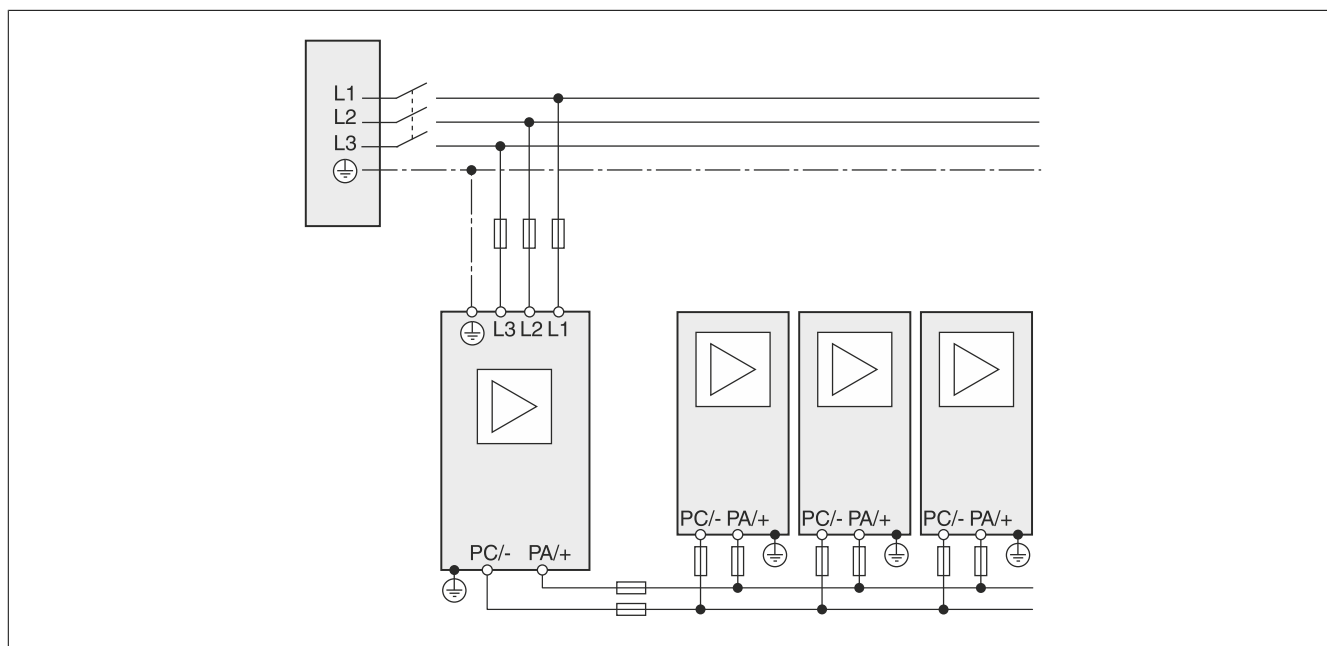 L1
L2
L3
L3 L2 L1
PC/- PA/+
PC/- PA/+
PC/- PA/+
PC/- PA/+